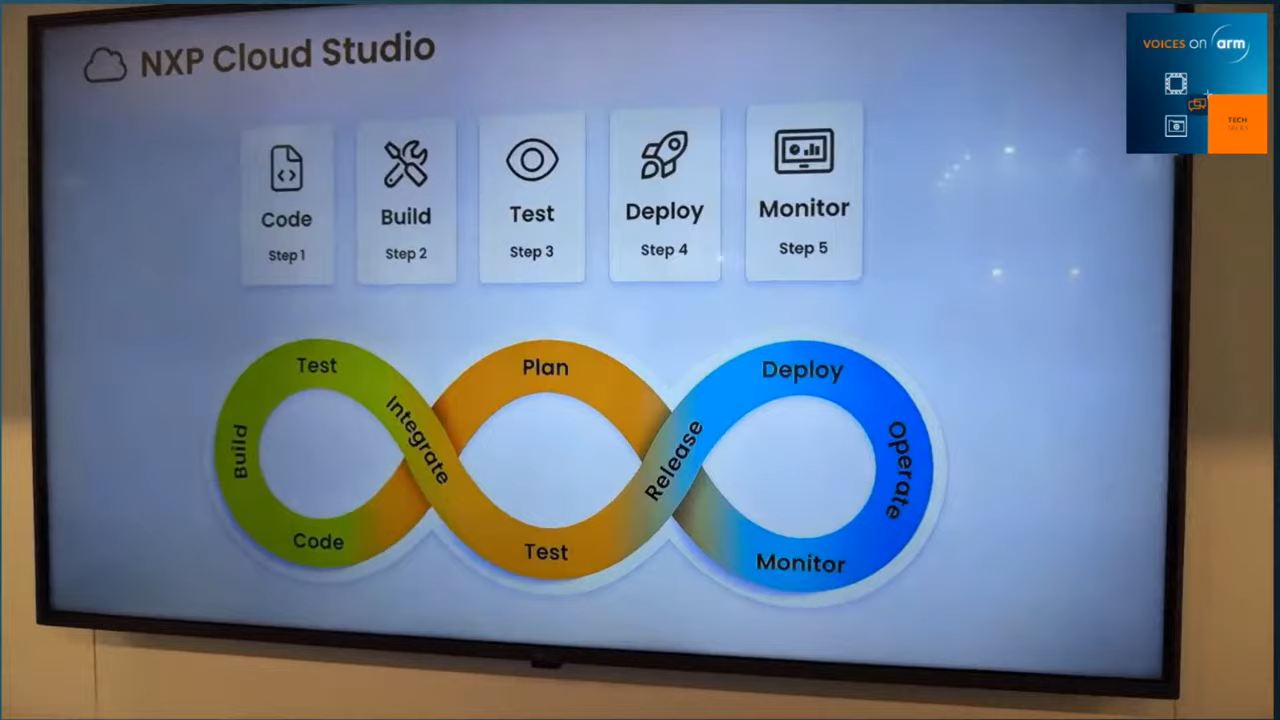 NXP Cloud Studio
VOICES on arm
TECH
TALKS
Code
Step 1
Build
Step 2
Test
Step 3
Deploy
Step 4
Monitor
Step 5
Test
Plan
Deploy
Build
Integrate
Release
Operate
Code
Test
Monitor